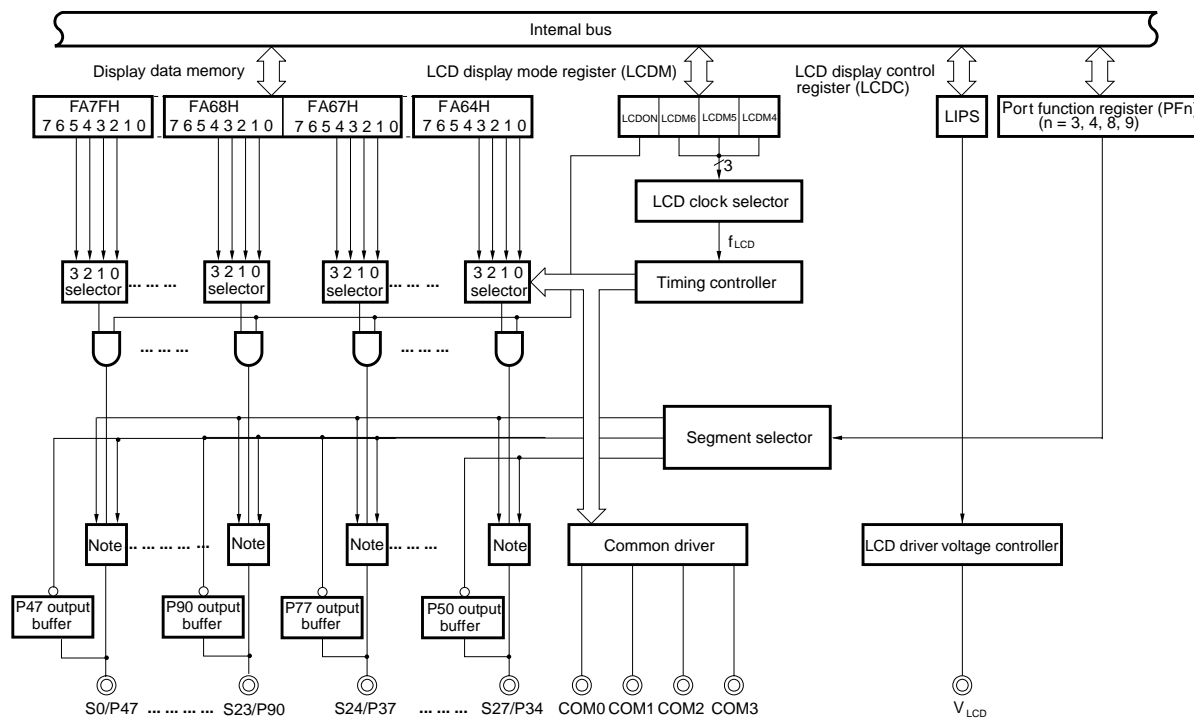 Internal bus
Display data memory
LCD display mode register (LCDM)
LCD display control
register (LCDC)
FA7FH
7 6 5 4 3 2 1 0
FA68H
7 6 5 4 3 2 1 0
FA67H
7 6 5 4 3 2 1 0
FA64H
7 6 5 4 3 2 1 0
LCDON
LCDM6
LCDM5
LCDM4
LIPS
Port function register (PFn)
(n = 3, 4, 8, 9)
3
LCD clock selector
fLCD
3 2 1 0
selector
... ... ...
3 2 1 0
selector
3 2 1 0
selector
... ... ...
3 2 1 0
selector
Timing controller
... ... ...
... ... ...
Segment selector
Note
... ... ... ...
Note
Note
... ... ...
Note
Common driver
LCD driver voltage controller
P47 output
buffer
P90 output
buffer
P77 output
buffer
P50 output
buffer
S0/P47
... ... ... ...
S23/P90
S24/P37
... ... ...
S27/P34
COM0
COM1
COM2
COM3
VLCD